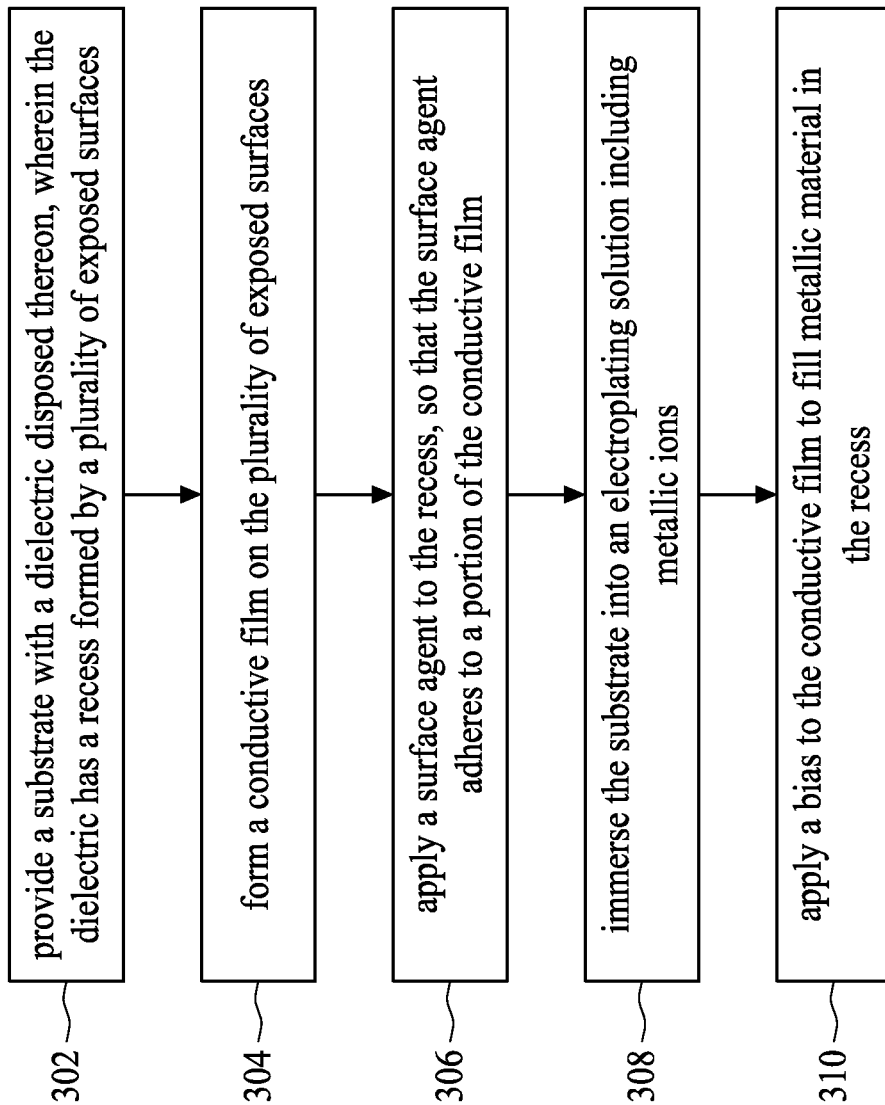 302
provide a substrate with a dielectric disposed thereon, wherein the
dielectric has a recess formed by a plurality of exposed surfaces
304
form a conductive film on the plurality of exposed surfaces
306
apply a surface agent to the recess, so that the surface agent
adheres to a portion of the conductive film
308
immerse the substrate into an electroplating solution including
metallic ions
310
apply a bias to the conductive film to fill metallic material in
the recess